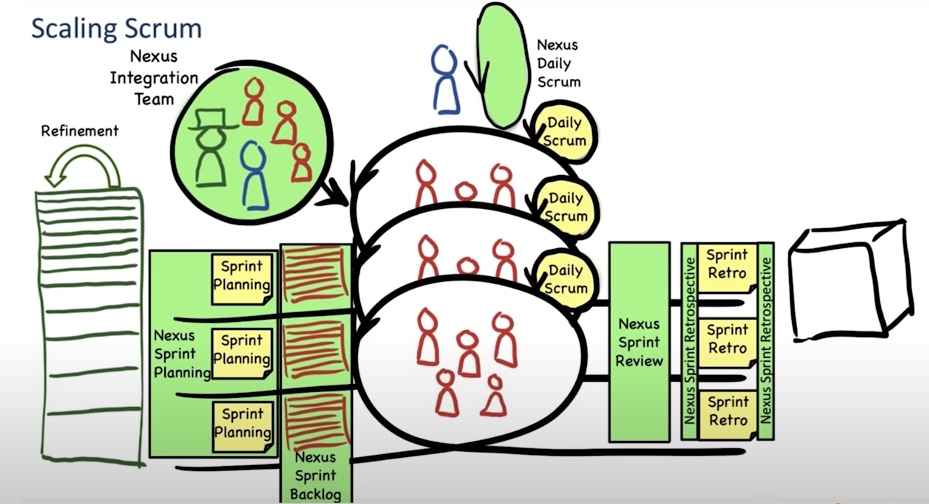 Scaling Scrum
Nexus
Integration
Team
Nexus
Daily
Scrum
Refinement
Daily
Scrum
Daily
Scrum
Daily
Scrum
Sprint
Planning
Sprint
Planning
Sprint
Planning
Nexus
Sprint
Planning
Nexus
Sprint
Backlog
Nexus
Sprint
Review
Nexus Sprint Retrospective
Sprint
Retro
Sprint
Retro
Sprint
Retro
Nexus Sprint Retrospective